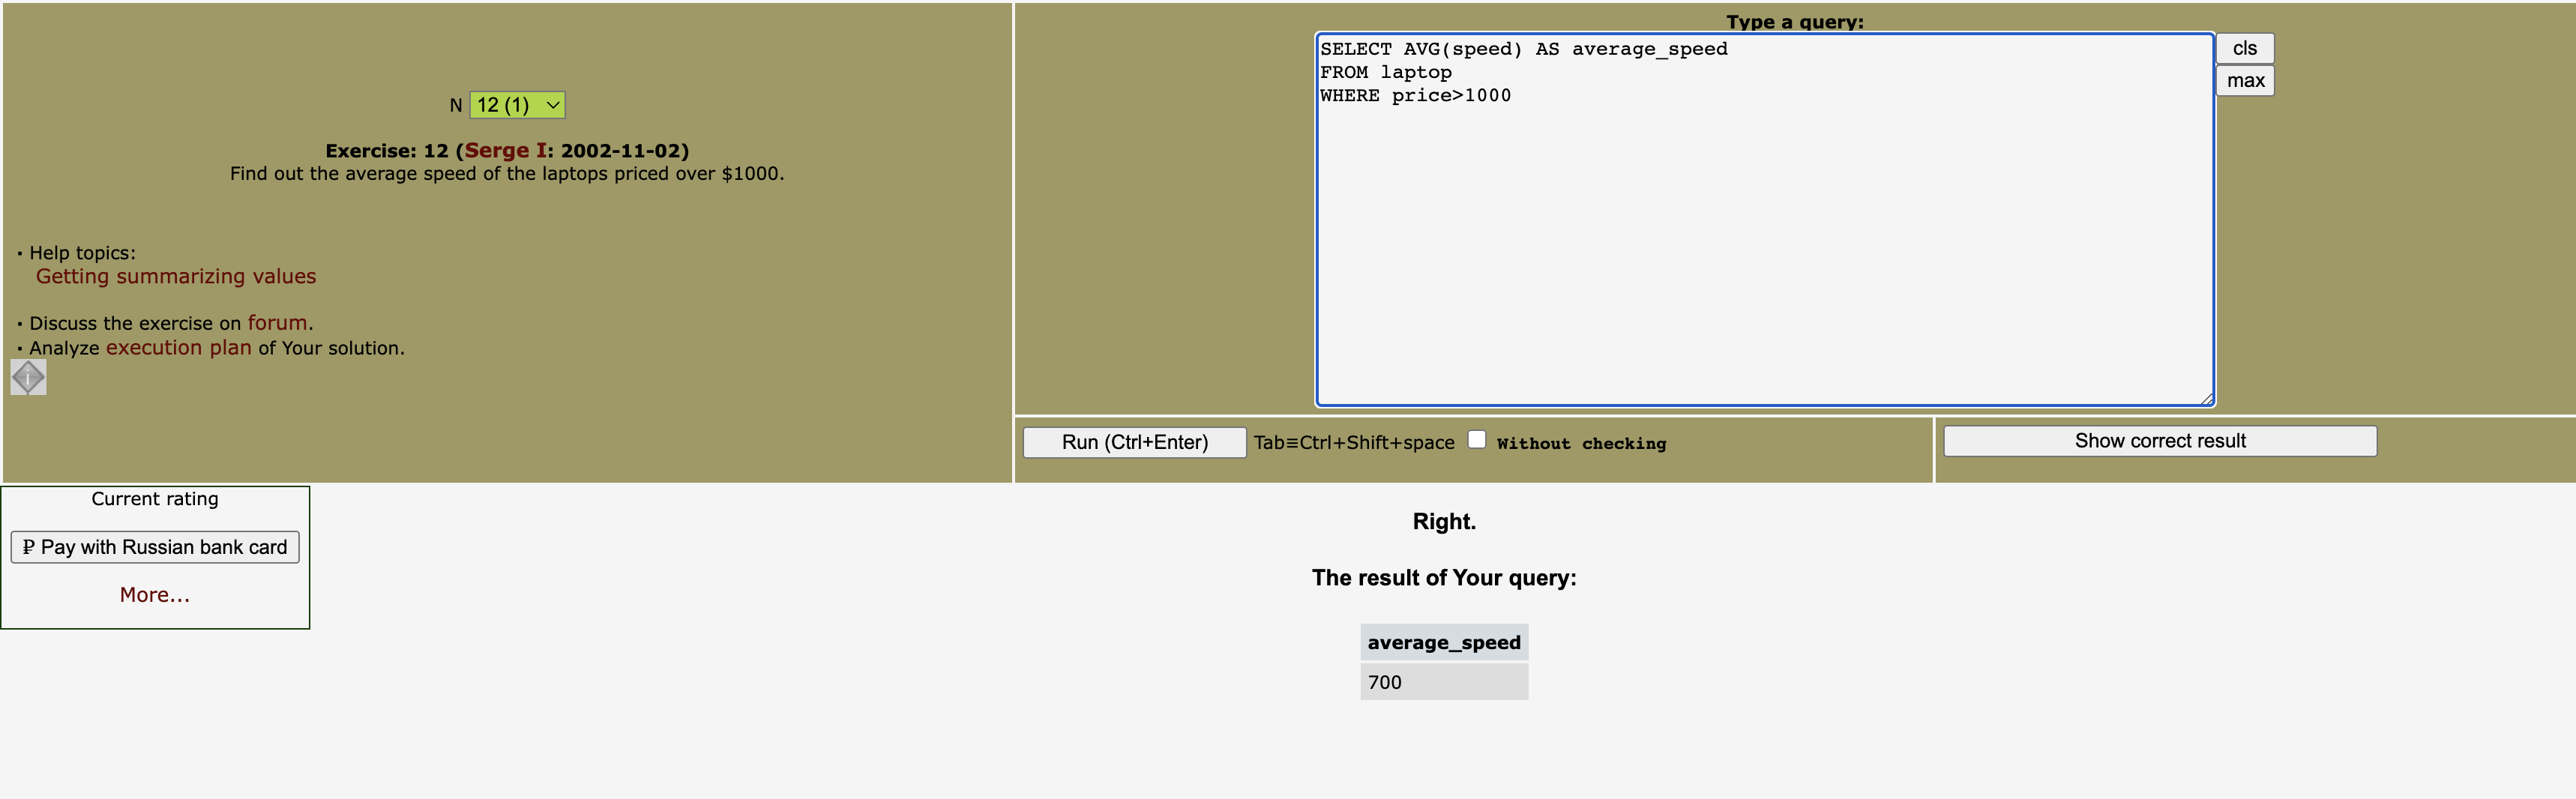 N 12 (1)
Exercise: 12 (Serge I: 2002-11-02)
Find out the average speed of the laptops priced over $1000.
· Help topics:
Getting summarizing values
· Discuss the exercise on forum.
· Analyze execution plan of Your solution.
i
Type a query:
SELECT AVG(speed) AS average_speed
FROM laptop
WHERE price>1000
cls
max
Run (Ctrl+Enter) Tab≡Ctrl+Shift+space Without checking
Show correct result
Current rating
₽ Pay with Russian bank card
More...
Right.
The result of Your query:
average_speed
700